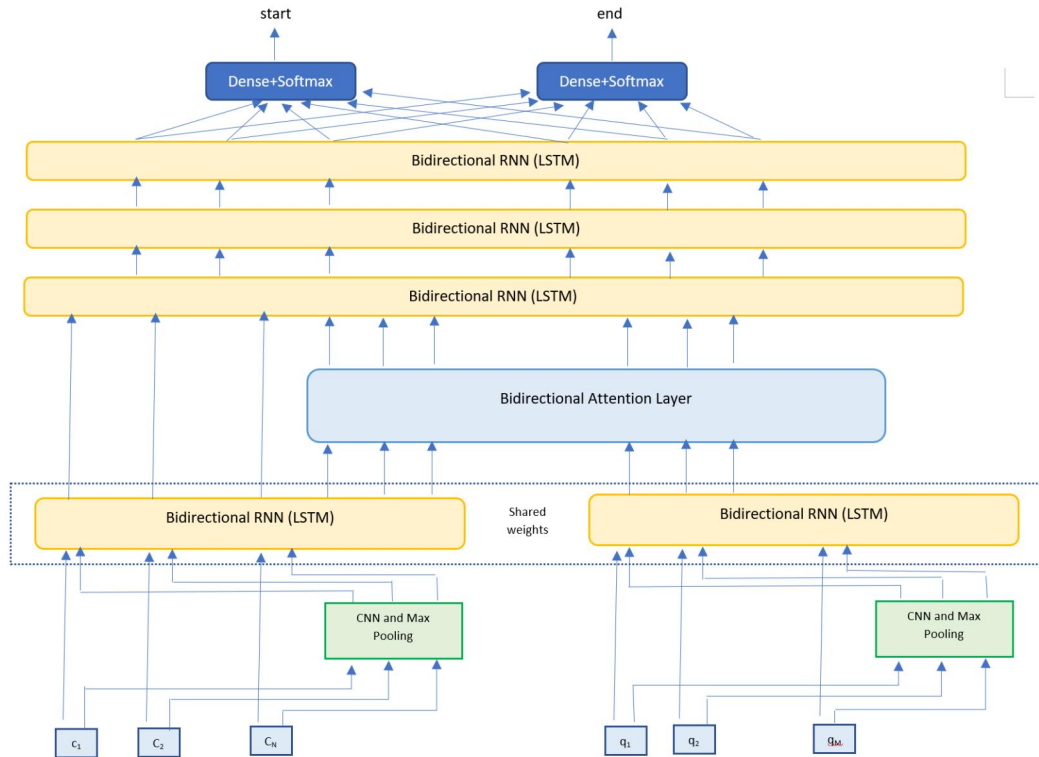 start end
Dense+Softmax Dense+Softmax
Bidirectional RNN (LSTM)
Bidirectional RNN (LSTM)
Bidirectional RNN (LSTM)
Bidirectional Attention Layer
Bidirectional RNN (LSTM)
Shared
weights
Bidirectional RNN (LSTM)
CNN and Max
Pooling
CNN and Max
Pooling
c₁ C₂ C_N q₁ q₂ q_M